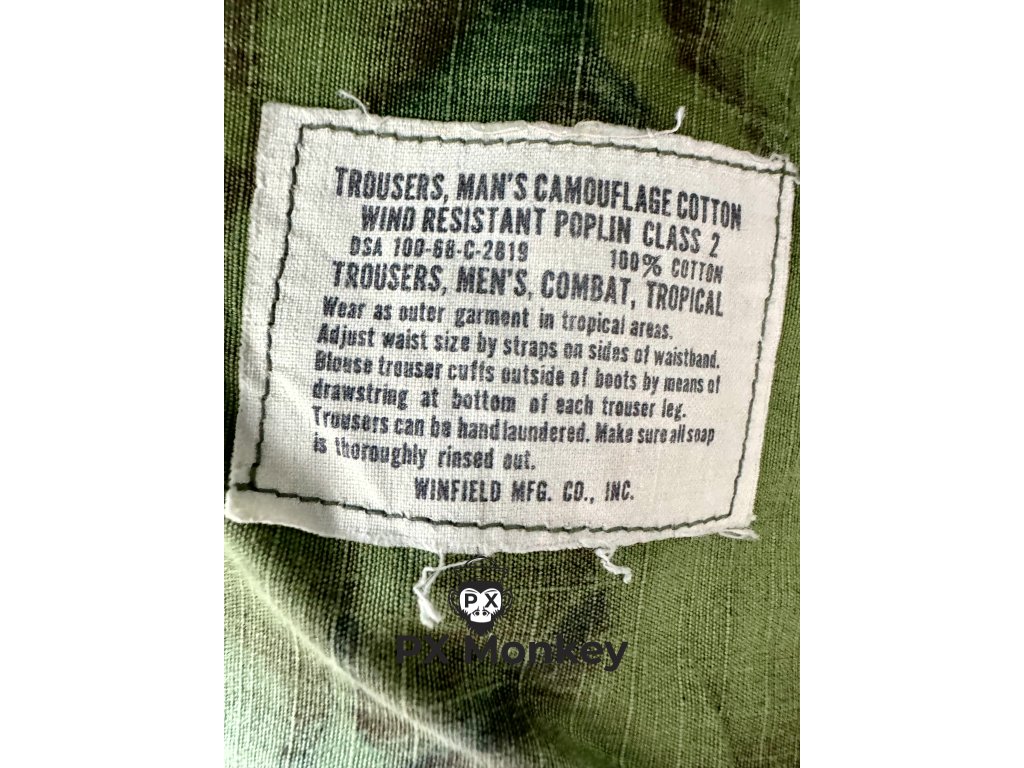 TROUSERS, MAN'S CAMOUFLAGE COTTON
WIND RESISTANT POPLIN CLASS 2
DSA 100-68-C-2819 100% COTTON
TROUSERS, MEN'S, COMBAT, TROPICAL
Wear as outer garment in tropical areas.
Adjust waist size by straps on sides of waistband.
Blouse trouser cuffs outside of boots by means of
drawstring at bottom of each trouser leg.
Trousers can be hand laundered. Make sure all soap
is thoroughly rinsed out.
WINFIELD MFG. CO., INC.
PX
PX Monkey